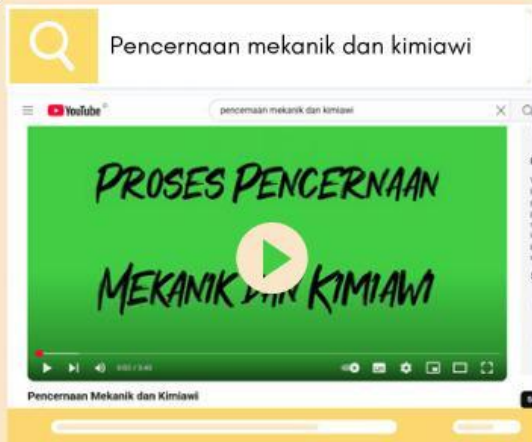 Pencernaan mekanik dan kimiawi
YouTube
pencernaan mekanik dan kimiawi
PROSES PENCERNAAN
MEKANIK DAN KIMIAWI
Pencernaan Mekanik dan Kimiawi